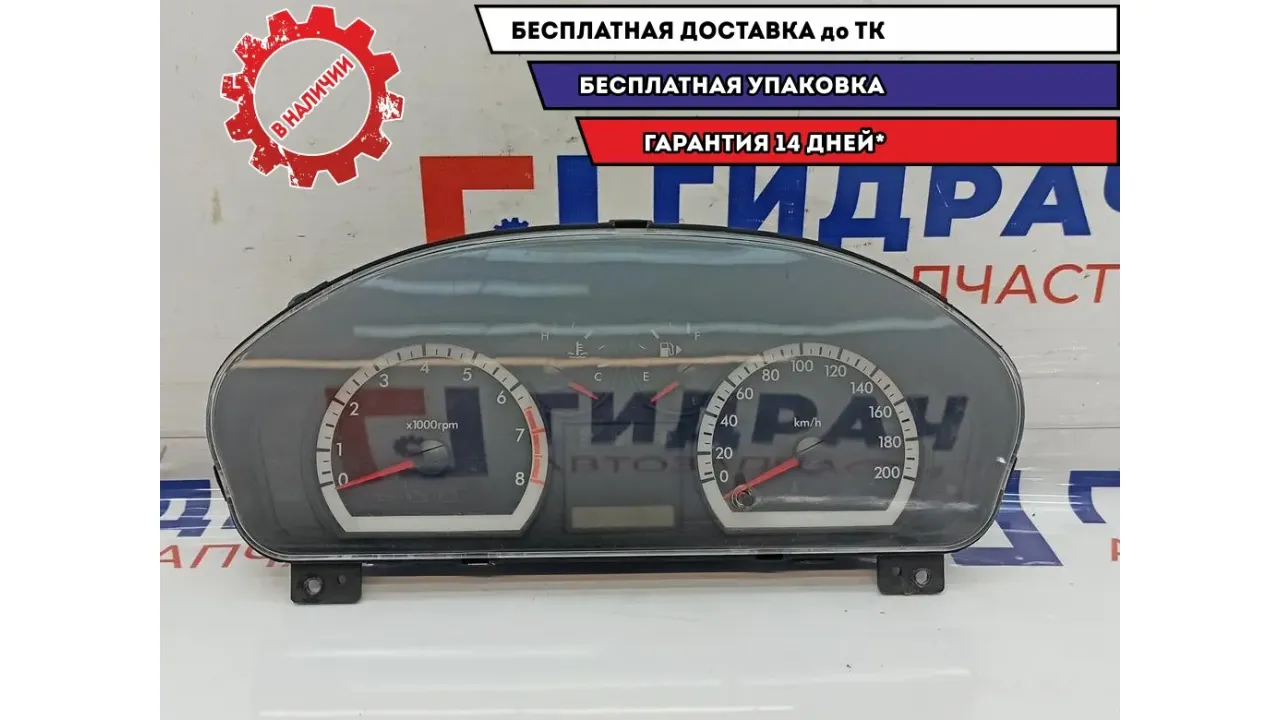 БЕСПЛАТНАЯ ДОСТАВКА до ТК
В НАЛИЧИИ
БЕСПЛАТНАЯ УПАКОВКА
ГАРАНТИЯ 14 ДНЕЙ*
ГИДРАЧ
ПЧАСТ
H F
C E
0 1 2 3 4 5 6 7 8
x1000rpm
0 20 40 60 80 100 120 140 160 180 200
km/h
ГИДРАЧ
АВТОЗАПЧАСТИ